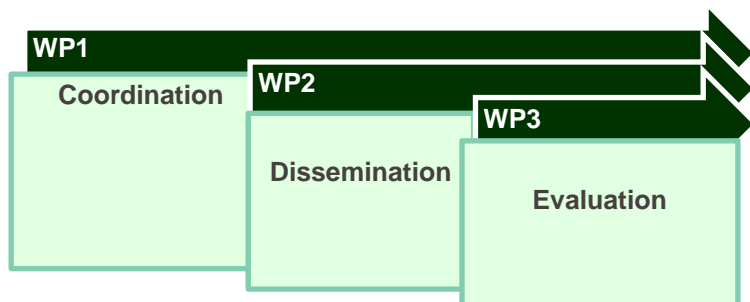 WP1
Coordination
WP2
Dissemination
WP3
Evaluation